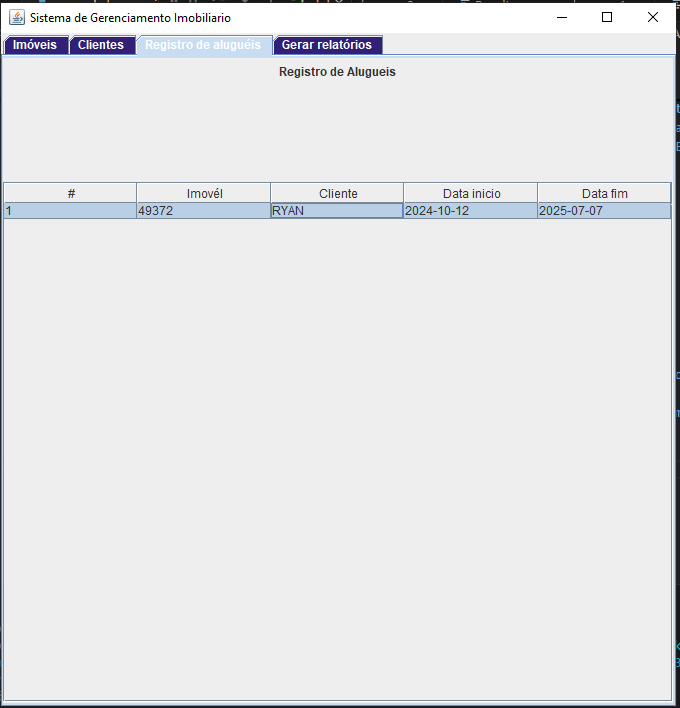 Sistema de Gerenciamento Imobiliario
Imóveis Clientes Registro de aluguéis Gerar relatórios
Registro de Alugueis
# Imovél Cliente Data inicio Data fim
1 49372 RYAN 2024-10-12 2025-07-07